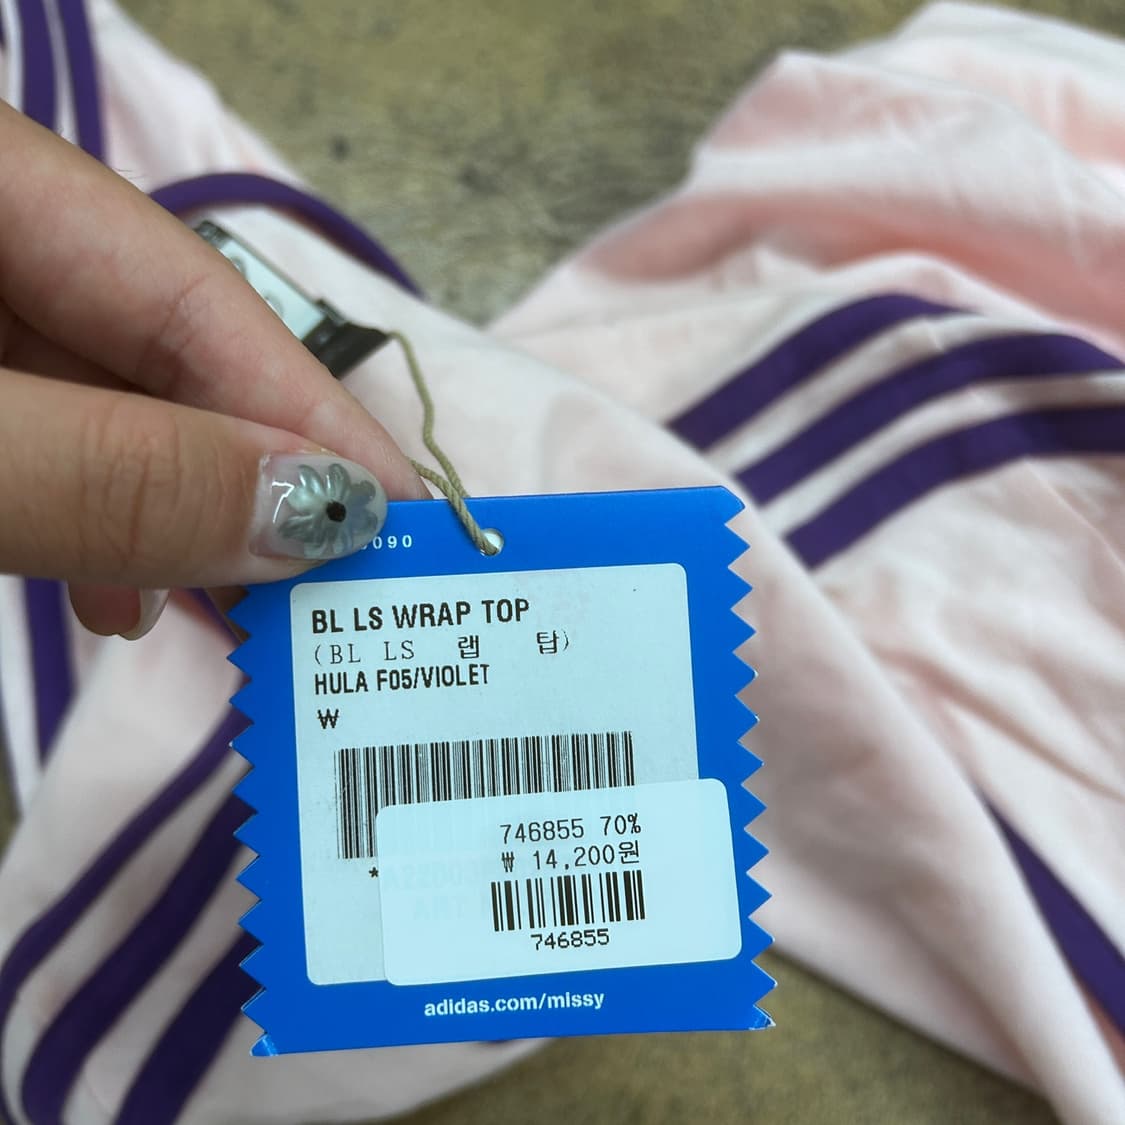 090
BL LS WRAP TOP
(BL LS 랩 탑)
HULA F05/VIOLET
₩
*
746855 70%
₩ 14,200원
746855
adidas.com/missy